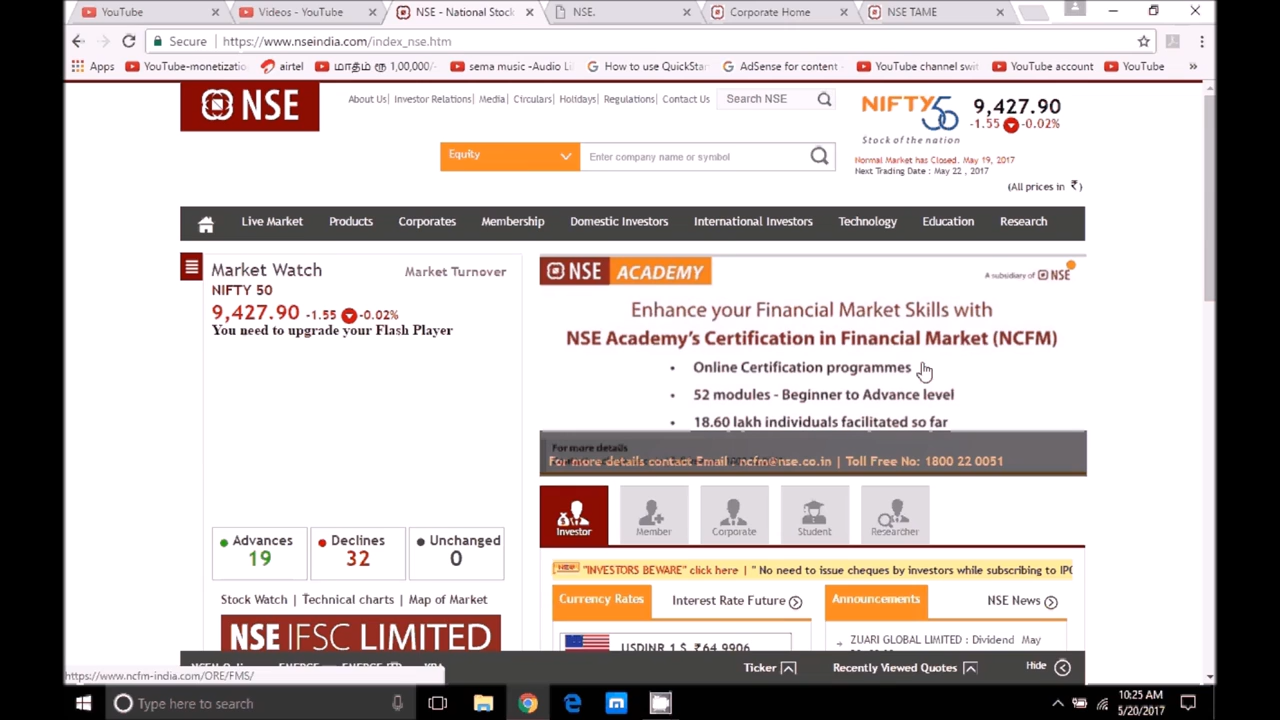 YouTube
Videos - YouTube
NSE - National Stock
NSE.
Corporate Home
NSE TAME
Secure
https://www.nseindia.com/index_nse.htm
Apps
YouTube-monetizatio
airtel
மாதம் ரூ 1,00,000/-
sema music -Audio Li
How to use QuickSta
AdSense for content
YouTube channel swit
YouTube account
YouTube
NSE
About Us| Investor Relations| Media| Circulars| Holidays| Regulations| Contact Us
Search NSE
NIFTY 50
Stock of the nation
9,427.90
-1.55 -0.02%
Equity
Enter company name or symbol
Normal Market has Closed. May 19, 2017
Next Trading Date : May 22 , 2017
(All prices in ₹)
Live Market
Products
Corporates
Membership
Domestic Investors
International Investors
Technology
Education
Research
Market Watch
Market Turnover
NIFTY 50
9,427.90 -1.55 -0.02%
You need to upgrade your Flash Player
NSE ACADEMY
A subsidiary of NSE
Enhance your Financial Market Skills with
NSE Academy's Certification in Financial Market (NCFM)
• Online Certification programmes
• 52 modules - Beginner to Advance level
• 18.60 lakh individuals facilitated so far
For more details
For more details contact Email : ncfm@nse.co.in | Toll Free No: 1800 22 0051
Investor
Member
Corporate
Student
Researcher
Advances
19
Declines
32
Unchanged
0
NEW "INVESTORS BEWARE" click here | " No need to issue cheques by investors while subscribing to IPO
Stock Watch | Technical charts | Map of Market
Currency Rates
Interest Rate Future
Announcements
NSE News
NSE IFSC LIMITED
USDINR 1 $ ₹64.9906
ZUARI GLOBAL LIMITED : Dividend May
Ticker
Recently Viewed Quotes
Hide
https://www.ncfm-india.com/ORE/FMS/
Type here to search
10:25 AM
5/20/2017